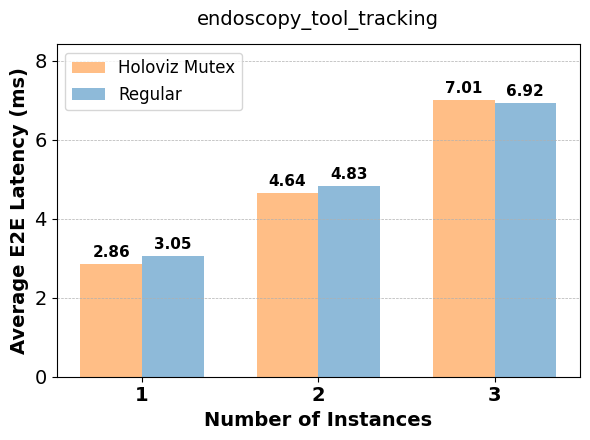 endoscopy_tool_tracking
Average E2E Latency (ms)
8
6
4
2
0
Holoviz Mutex
Regular
2.86
3.05
4.64
4.83
7.01
6.92
1
2
3
Number of Instances